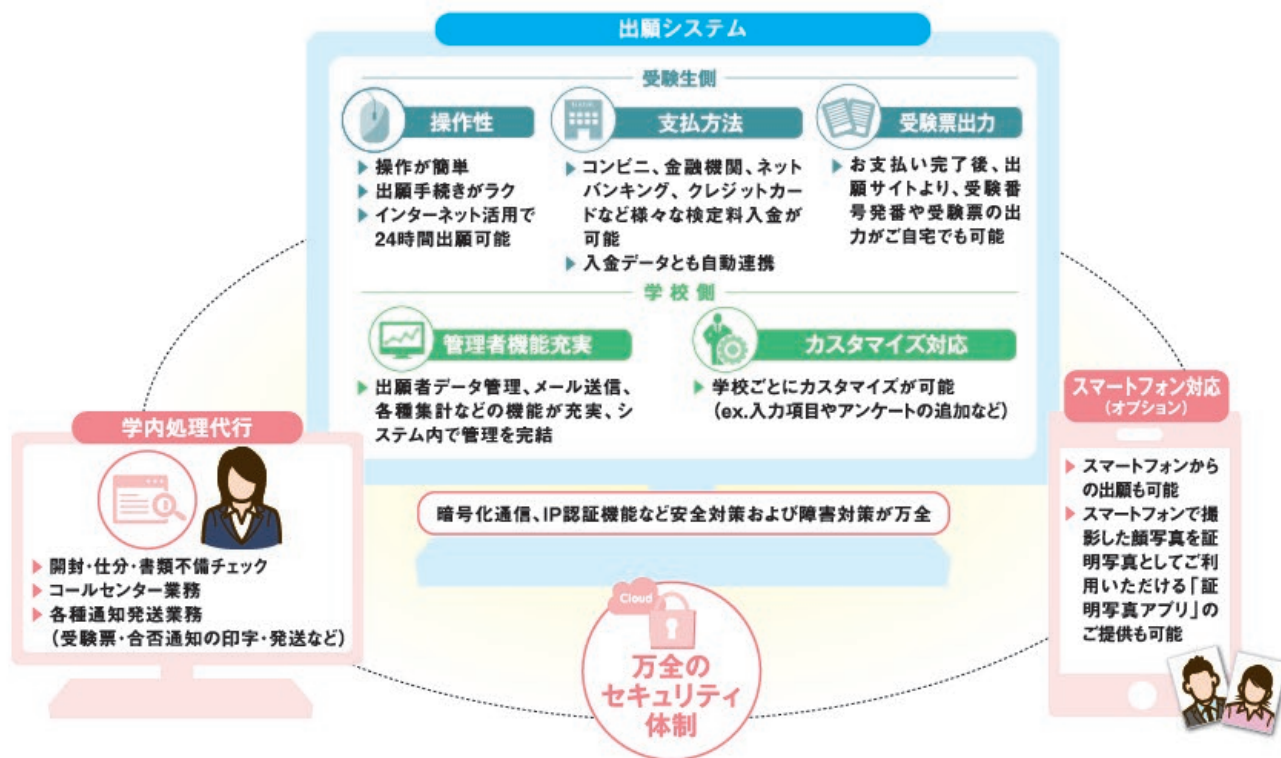 出願システム
受験生側
操作性
▶ 操作が簡単
▶ 出願手続きがラク
▶ インターネット活用で
24時間出願可能
支払方法
▶ コンビニ、金融機関、ネット
バンキング、クレジットカー
ドなど様々な検定料入金が
可能
▶ 入金データとも自動連携
受験票出力
▶ お支払い完了後、出
願サイトより、受験番
号発番や受験票の出
力がご自宅でも可能
学校側
管理者機能充実
▶ 出願者データ管理、メール送信、
各種集計などの機能が充実、シ
ステム内で管理を完結
カスタマイズ対応
▶ 学校ごとにカスタマイズが可能
(ex.入力項目やアンケートの追加など)
暗号化通信、IP認証機能など安全対策および障害対策が万全
学内処理代行
▶ 開封・仕分・書類不備チェック
▶ コールセンター業務
▶ 各種通知発送業務
(受験票・合否通知の印字・発送など)
Cloud
万全の
セキュリティ
体制
スマートフォン対応
(オプション)
▶ スマートフォンから
の出願も可能
▶ スマートフォンで撮
影した顔写真を証
明写真としてご利
用いただける「証
明写真アプリ」の
ご提供も可能